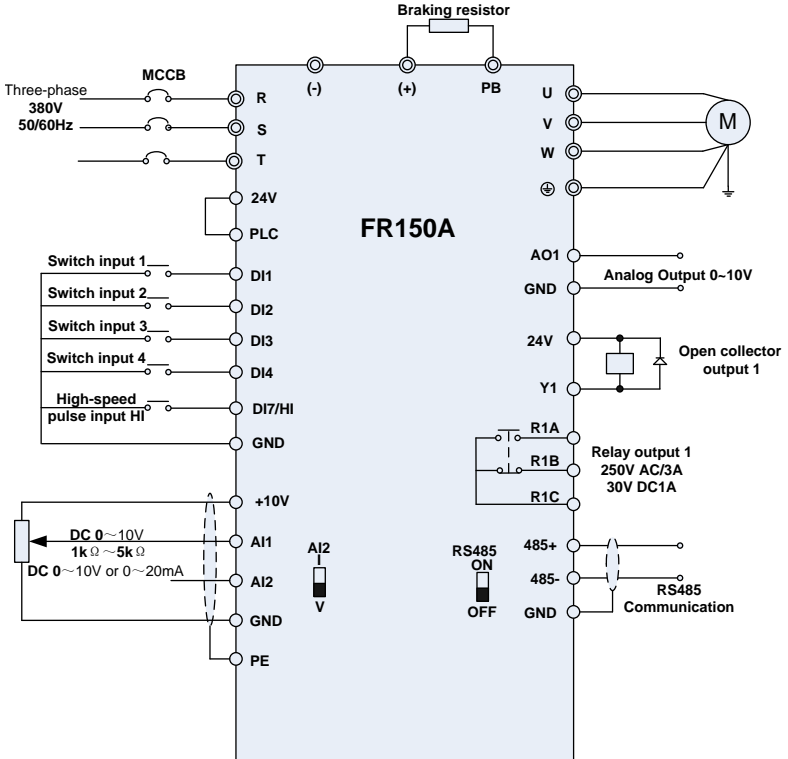 Braking resistor
MCCB
Three-phase
380V
50/60Hz
(-)
(+)
PB
R
S
T
U
V
W
M
24V
PLC
FR150A
Switch input 1
DI1
Switch input 2
DI2
Switch input 3
DI3
Switch input 4
DI4
High-speed
pulse input HI
DI7/HI
GND
AO1
Analog Output 0~10V
GND
24V
Open collector
output 1
Y1
R1A
R1B
R1C
Relay output 1
250V AC/3A
30V DC1A
+10V
DC 0～10V
1kΩ～5kΩ
AI1
DC 0～10V or 0～20mA
AI2
GND
PE
AI2
I
V
RS485
ON
OFF
485+
485-
GND
RS485
Communication